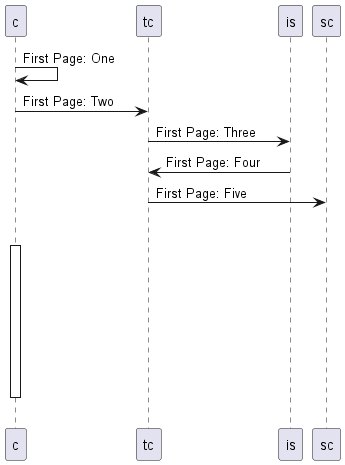 c tc is sc
First Page: One
First Page: Two
First Page: Three
First Page: Four
First Page: Five
c tc is sc